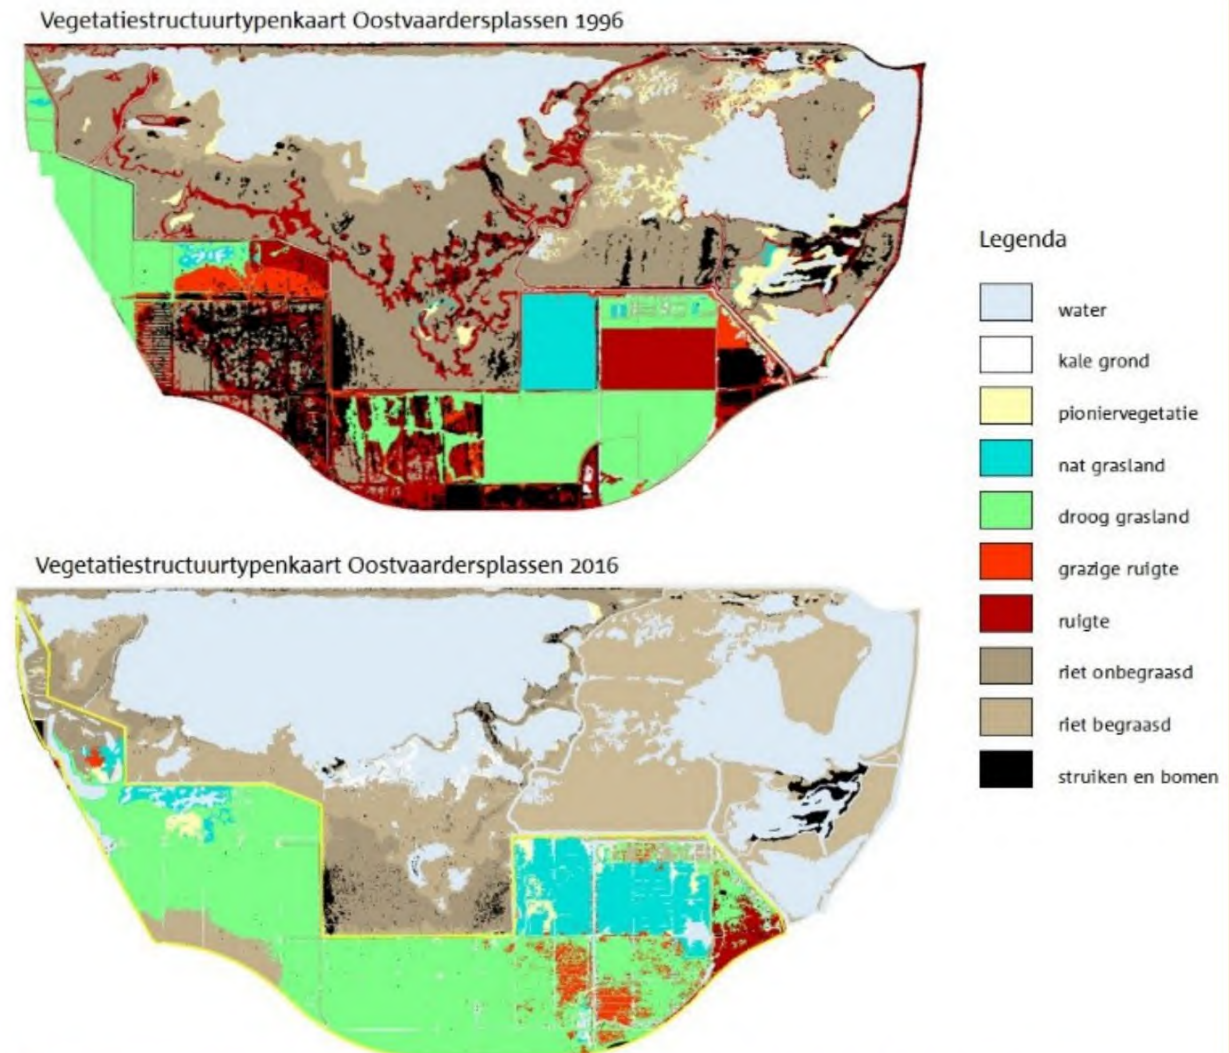 Vegetatiestructuurtypenkaart Oostvaardersplassen 1996
Legenda
water
kale grond
pioniervegetatie
nat grasland
droog grasland
grazige ruigte
ruigte
riet onbegraasd
riet begraasd
struiken en bomen
Vegetatiestructuurtypenkaart Oostvaardersplassen 2016